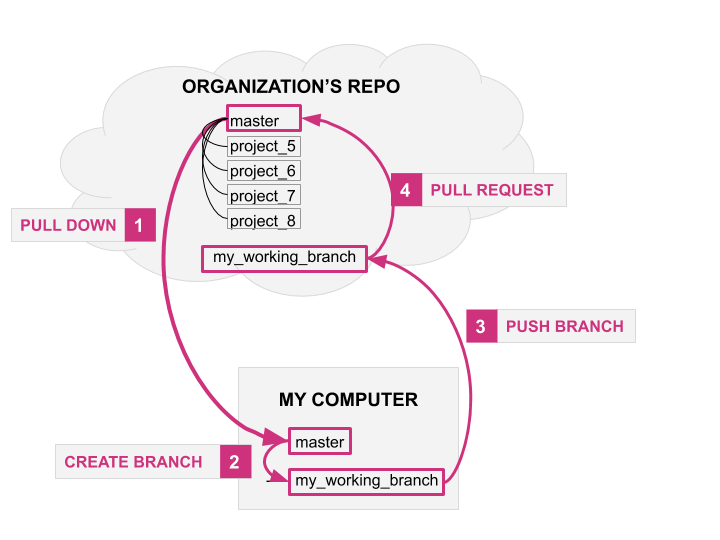 ORGANIZATION'S REPO
master
project_5
project_6
project_7
project_8
my_working_branch
4 PULL REQUEST
PULL DOWN 1
3 PUSH BRANCH
MY COMPUTER
master
CREATE BRANCH 2
my_working_branch